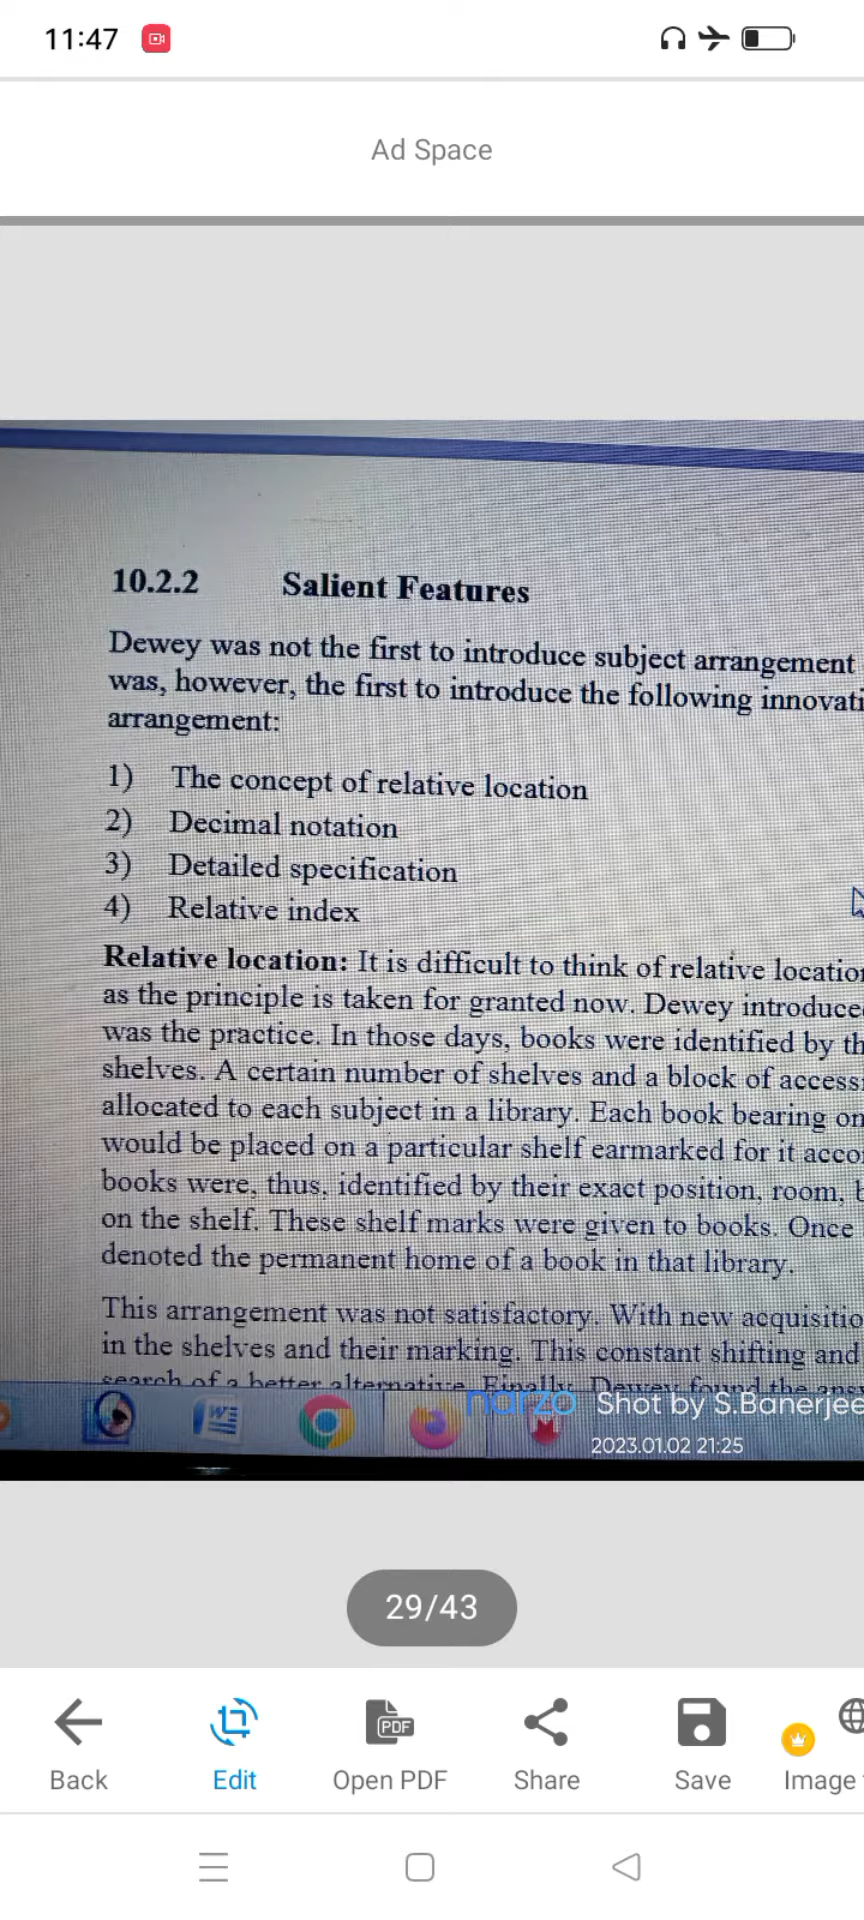 11:47
Ad Space
10.2.2 Salient Features
Dewey was not the first to introduce subject arrangement
was, however, the first to introduce the following
arrangement:
1) The concept of relative location
2) Decimal notation
3) Detailed specification
4) Relative index
Relative location: It is difficult to think of relative
as the principle is taken for granted now. Dewey
was the practice. In those days, books were identified by
shelves. A certain number of shelves and a block of
allocated to each subject in a library. Each book bearing
would be placed on a particular shelf earmarked for it
books were, thus, identified by their exact position, room,
on the shelf. These shelf marks were given to books. Once
denoted the permanent home of a book in that library.
This arrangement was not satisfactory. With new
in the shelves and their marking. This constant shifting and
search of a better alternative. Finally, Dewey found the
narzo Shot by S.Banerjee
2023.01.02 21:25
29/43
PDF
Back Edit Open PDF Share Save Image